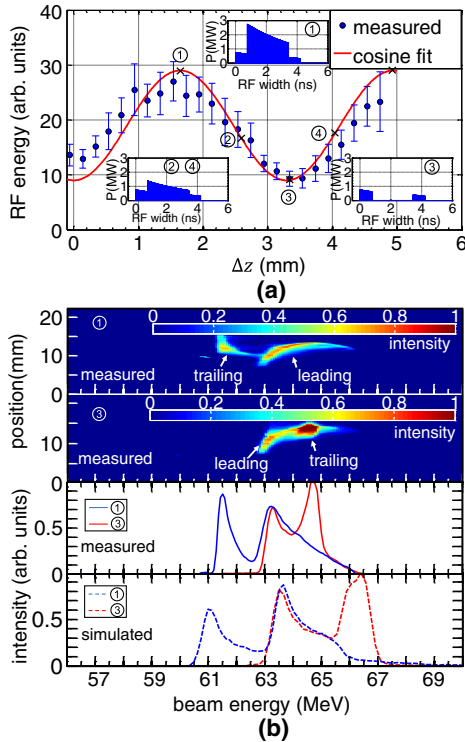 ① measured
cosine fit
P(MW)
3
2
1
0
0 2 4 6
RF width (ns)
①
②
④
③
P(MW)
3
2
1
0
② ④
0 2 4 6
RF width (ns)
P(MW)
3
2
1
0
③
0 2 4 6
RF width (ns)
RF energy (arb. units)
40
30
20
10
0
0 1 2 3 4 5 6
Δz (mm)
(a)
①
0 0.2 0.4 0.6 0.8 1
intensity
measured
trailing
leading
position(mm)
20
10
0
③
0 0.2 0.4 0.6 0.8 1
intensity
measured
leading
trailing
20
10
①
③
measured
intensity (arb. units)
0.5
0
①
③
simulated
0.5
0
57 59 61 63 65 67 69
beam energy (MeV)
(b)